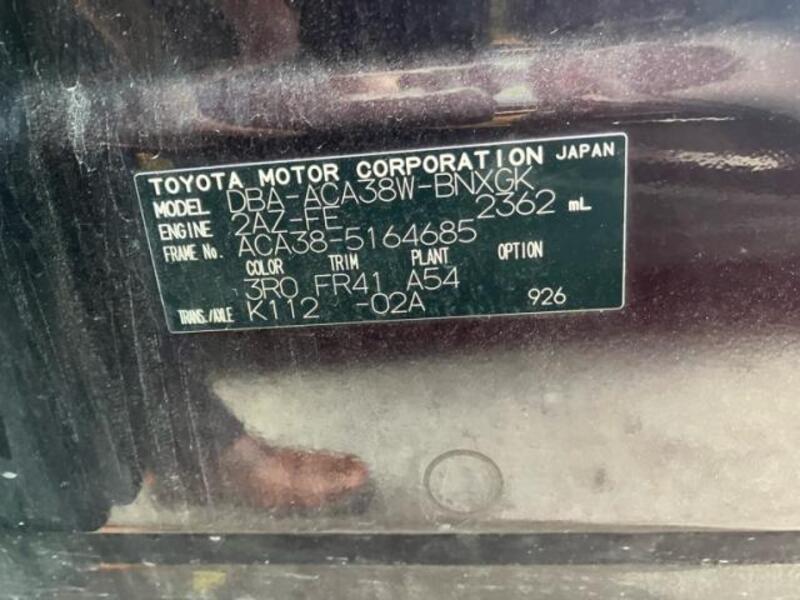 TOYOTA MOTOR CORPORATION JAPAN
MODEL DBA-ACA38W-BNXGK
ENGINE 2AZ-FE 2362 mL
FRAME No. ACA38-5164685
COLOR TRIM PLANT OPTION
3R0 FR41 A54
TRANS./AXLE K112 -02A 926